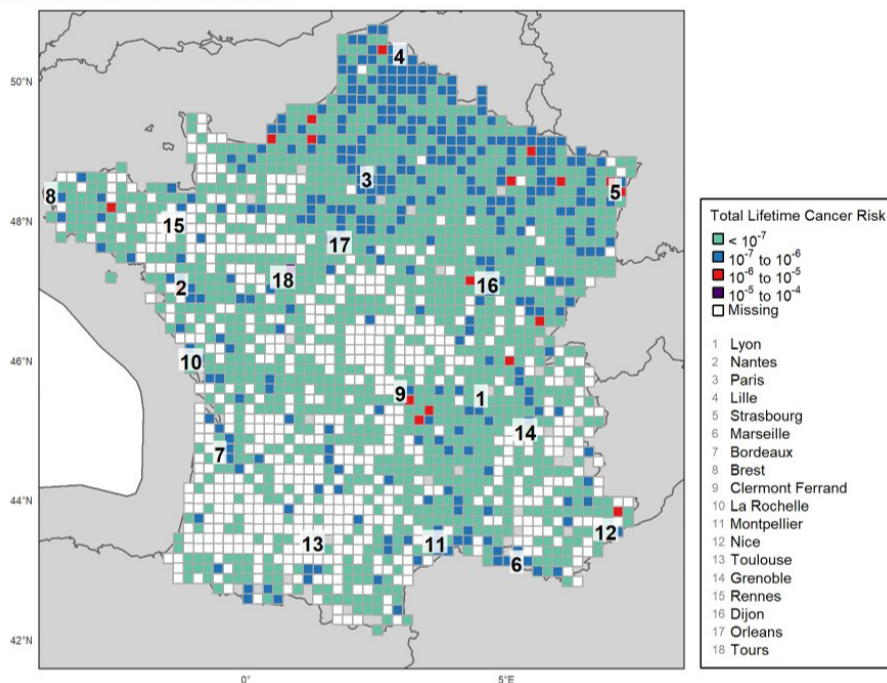 50°N
48°N
46°N
44°N
42°N
0°
5°E
4
3
5
8
15
17
18
16
2
10
9
1
14
7
13
11
12
6
Total Lifetime Cancer Risk
< 10⁻⁷
10⁻⁷ to 10⁻⁶
10⁻⁶ to 10⁻⁵
10⁻⁵ to 10⁻⁴
Missing
1 Lyon
2 Nantes
3 Paris
4 Lille
5 Strasbourg
6 Marseille
7 Bordeaux
8 Brest
9 Clermont Ferrand
10 La Rochelle
11 Montpellier
12 Nice
13 Toulouse
14 Grenoble
15 Rennes
16 Dijon
17 Orleans
18 Tours